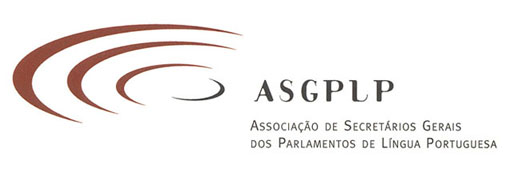 ASGPLP
ASSOCIAÇÃO DE SECRETÁRIOS GERAIS
DOS PARLAMENTOS DE LÍNGUA PORTUGUESA